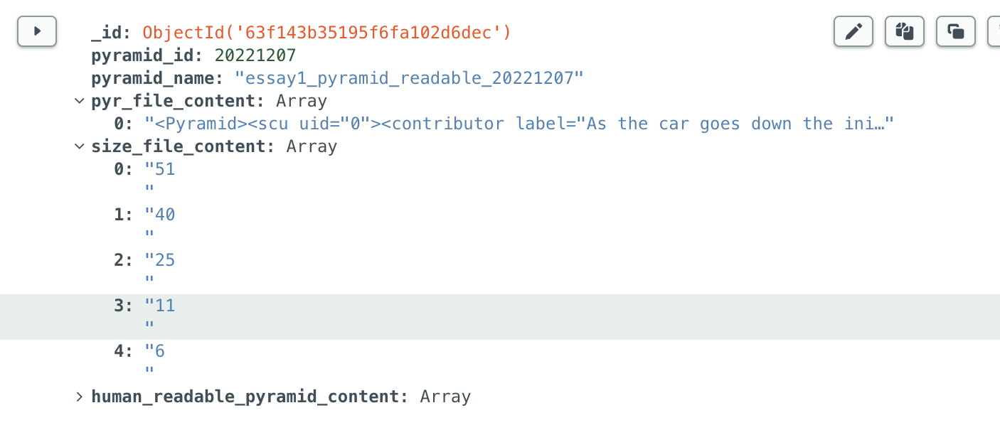 _id: ObjectId('63f143b35195f6fa102d6dec')
pyramid_id: 20221207
pyramid_name: "essay1_pyramid_readable_20221207"
pyr_file_content: Array
0: "<Pyramid><scu uid="0"><contributor label="As the car goes down the ini…"
size_file_content: Array
0: "51
"
1: "40
"
2: "25
"
3: "11
"
4: "6
"
human_readable_pyramid_content: Array